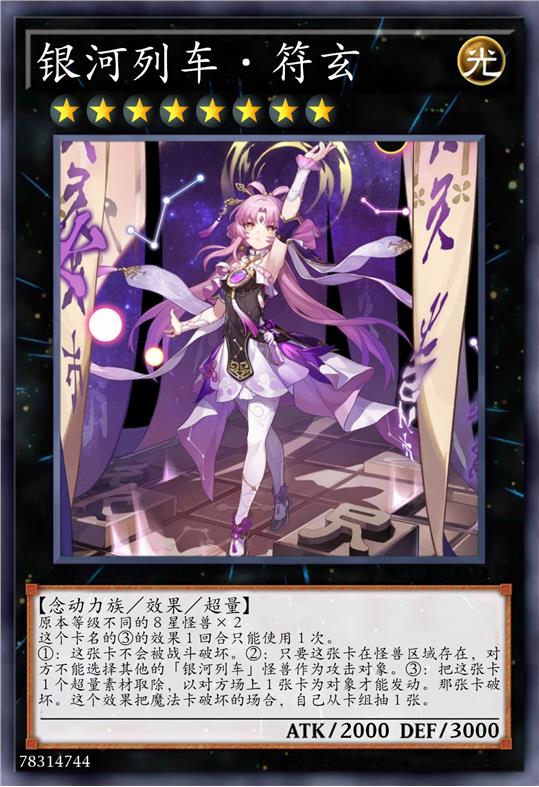 银河列车·符玄
光
【念动力族／效果／超量】
原本等级不同的８星怪兽×２
这个卡名的③的效果１回合只能使用１次。
①：这张卡不会被战斗破坏。②：只要这张卡在怪兽区域存在，对
方不能选择其他的「银河列车」怪兽作为攻击对象。③：把这张卡
１个超量素材取除，以对方场上１张卡为对象才能发动。那张卡破
坏。这个效果把魔法卡破坏的场合，自己从卡组抽１张。
ATK/2000 DEF/3000
78314744